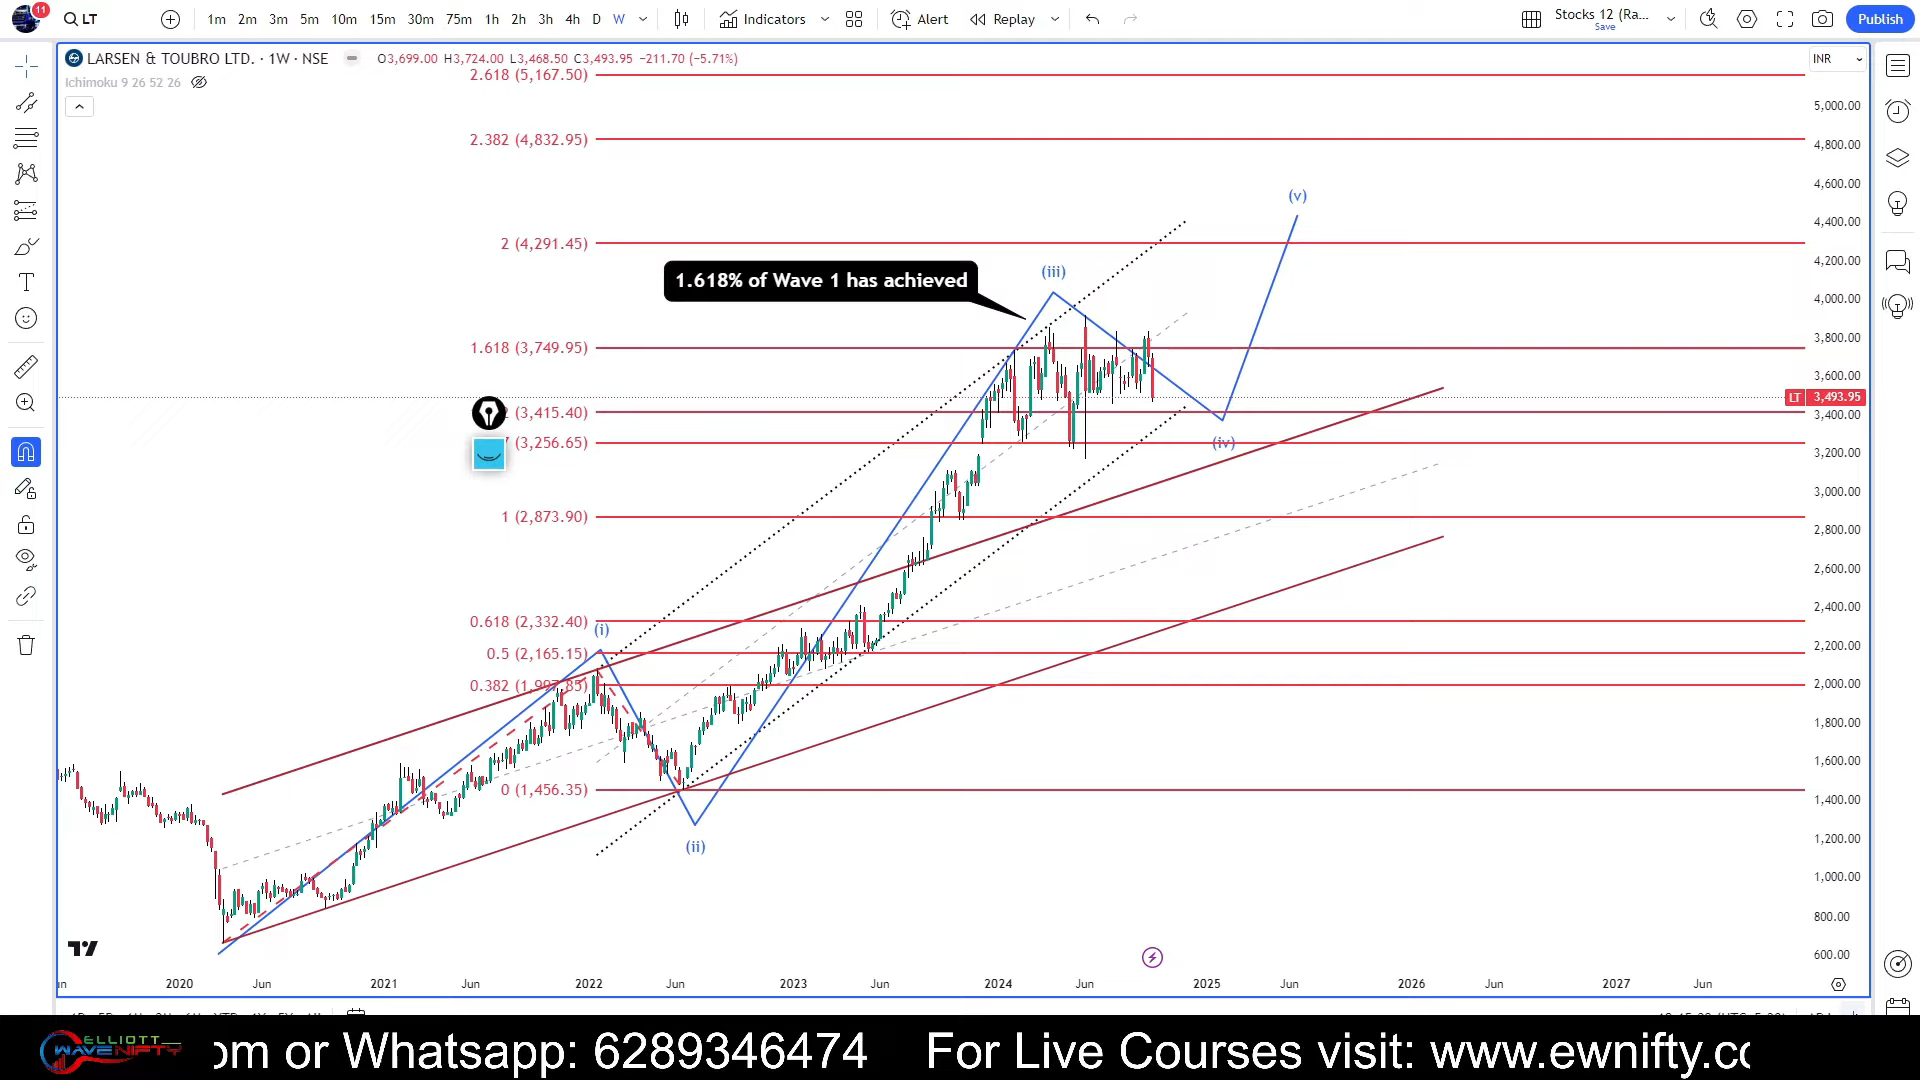 11
LT
1m 2m 3m 5m 10m 15m 30m 75m 1h 2h 3h 4h D W
Indicators
Alert
Replay
Stocks 12 (Ra...
Save
Publish
LARSEN & TOUBRO LTD. · 1W · NSE
O3,699.00 H3,724.00 L3,468.50 C3,493.95 −211.70 (−5.71%)
Ichimoku 9 26 52 26
INR
2.618 (5,167.50)
2.382 (4,832.95)
2 (4,291.45)
1.618 (3,749.95)
(3,415.40)
(3,256.65)
1 (2,873.90)
0.618 (2,332.40)
0.5 (2,165.15)
0.382 (1,997.85)
0 (1,456.35)
1.618% of Wave 1 has achieved
(i)
(ii)
(iii)
(iv)
(v)
5,000.00
4,800.00
4,600.00
4,400.00
4,200.00
4,000.00
3,800.00
3,600.00
LT 3,493.95
3,400.00
3,200.00
3,000.00
2,800.00
2,600.00
2,400.00
2,200.00
2,000.00
1,800.00
1,600.00
1,400.00
1,200.00
1,000.00
800.00
600.00
2020 Jun 2021 Jun 2022 Jun 2023 Jun 2024 Jun 2025 Jun 2026 Jun 2027 Jun
ELLIOTT
WAVENIFTY
om or Whatsapp: 6289346474 For Live Courses visit: www.ewnifty.co